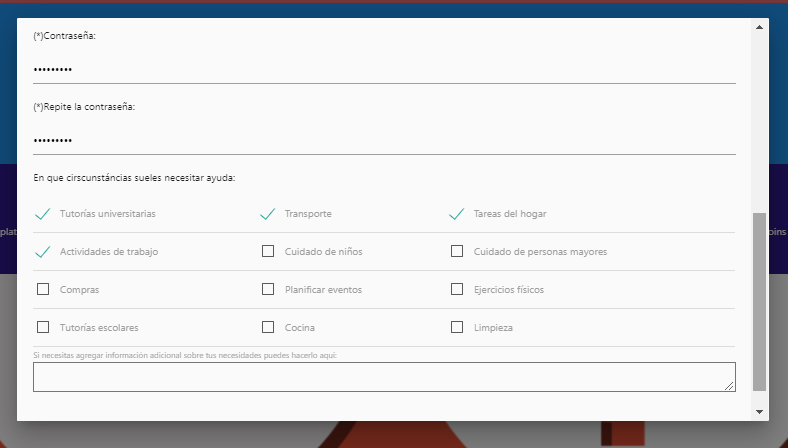 (*)Contraseña:
•••••••••
(*)Repite la contraseña:
•••••••••
En que cirscunstáncias sueles necesitar ayuda:
Tutorías universitarias Transporte Tareas del hogar
Actividades de trabajo Cuidado de niños Cuidado de personas mayores
plat oins
Compras Planificar eventos Ejercicios físicos
Tutorías escolares Cocina Limpieza
Si necesitas agregar información adicional sobre tus necesidades puedes hacerlo aquí: